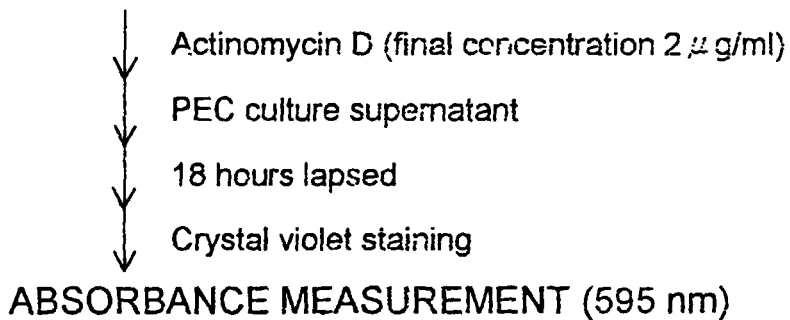 Actinomycin D (final concentration 2 μg/ml)
PEC culture supernatant
18 hours lapsed
Crystal violet staining
ABSORBANCE MEASUREMENT (595 nm)